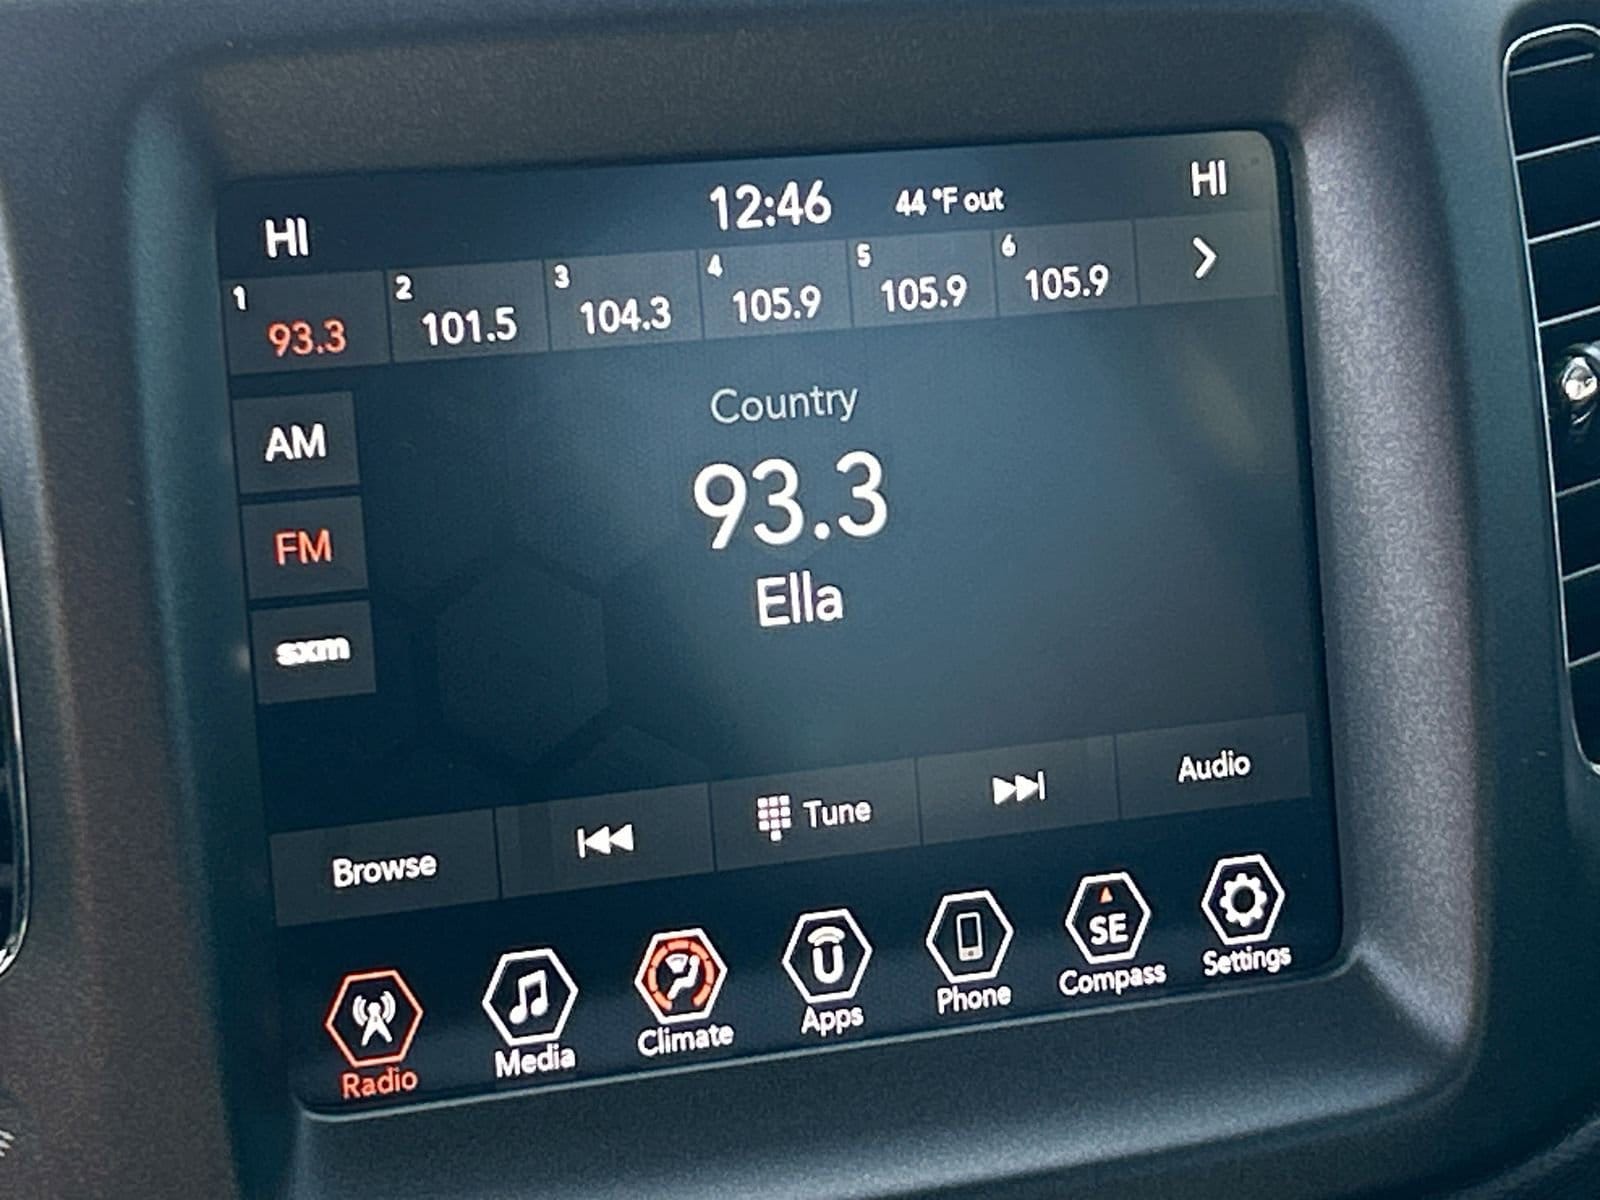 HI 12:46 44 °F out HI
1 93.3 2 101.5 3 104.3 4 105.9 5 105.9 6 105.9
Country
AM
93.3
FM
Ella
sxm
Browse Tune Audio
SE
Radio Media Climate Apps Phone Compass Settings